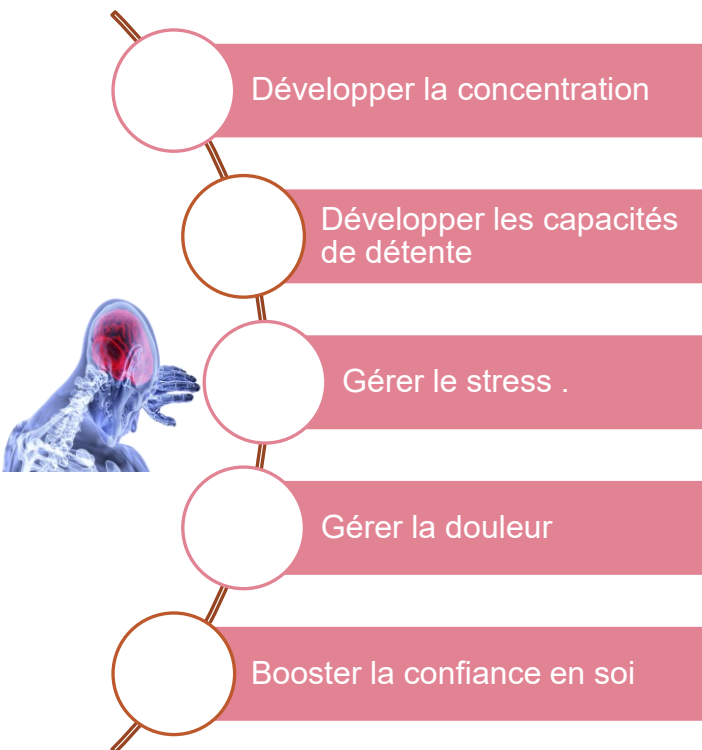 Développer la concentration
Développer les capacités
de détente
Gérer le stress .
Gérer la douleur
Booster la confiance en soi